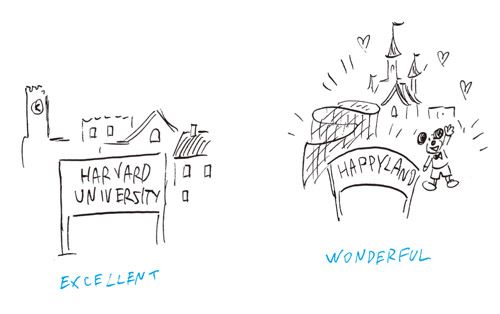 HARVARD
UNIVERSITY
EXCELLENT
HAPPYLAND
WONDERFUL